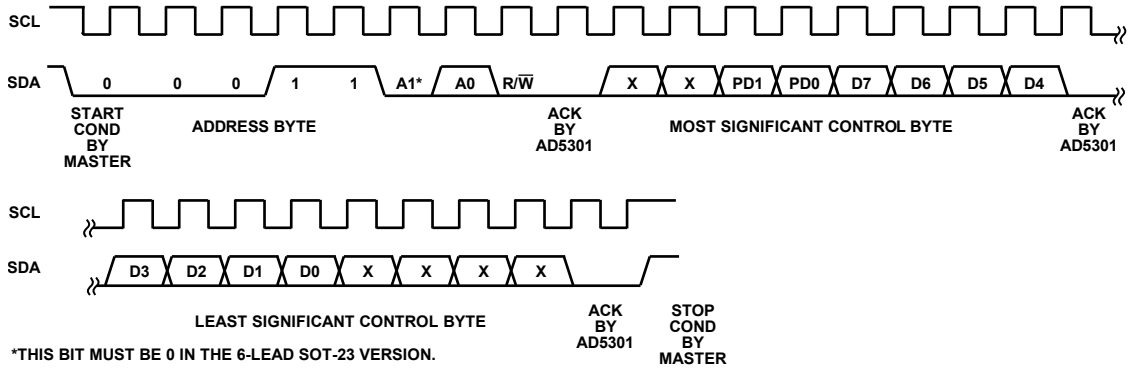 SCL
SDA 0 0 0 1 1 A1* A0 R/W̅ X X PD1 PD0 D7 D6 D5 D4
START
COND
BY
MASTER
ADDRESS BYTE
ACK
BY
AD5301
MOST SIGNIFICANT CONTROL BYTE
ACK
BY
AD5301
SCL
SDA D3 D2 D1 D0 X X X X
LEAST SIGNIFICANT CONTROL BYTE
ACK
BY
AD5301
STOP
COND
BY
MASTER
*THIS BIT MUST BE 0 IN THE 6-LEAD SOT-23 VERSION.